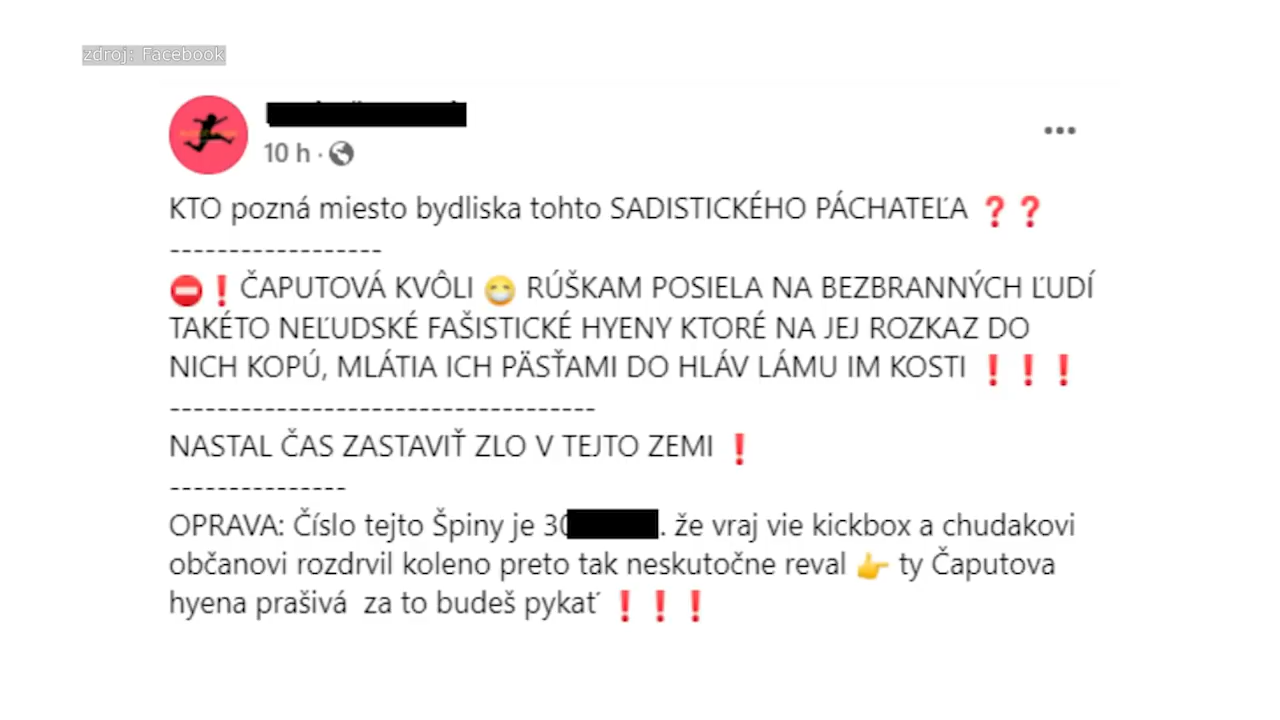 zdroj: Facebook
10 h ·
KTO pozná miesto bydliska tohto SADISTICKÉHO PÁCHATEĽA ❓❓
------------------
⛔❗ČAPUTOVÁ KVÔLI 😷 RÚŠKAM POSIELA NA BEZBRANNÝCH ĽUDÍ
TAKÉTO NEĽUDSKÉ FAŠISTICKÉ HYENY KTORÉ NA JEJ ROZKAZ DO
NICH KOPÚ, MLÁTIA ICH PÄSŤAMI DO HLÁV LÁMU IM KOSTI ❗❗❗
------------------------------------
NASTAL ČAS ZASTAVIŤ ZLO V TEJTO ZEMI ❗
---------------
OPRAVA: Číslo tejto Špiny je 30 . že vraj vie kickbox a chudakovi
občanovi rozdrvil koleno preto tak neskutočne reval 👉 ty Čaputova
hyena prašivá za to budeš pykať ❗❗❗